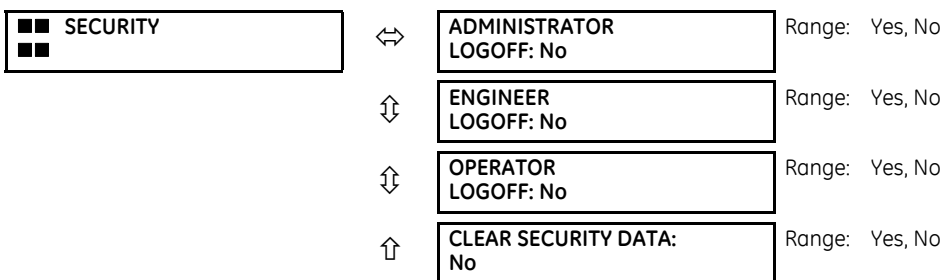 SECURITY
ADMINISTRATOR
LOGOFF: No
Range: Yes, No
ENGINEER
LOGOFF: No
Range: Yes, No
OPERATOR
LOGOFF: No
Range: Yes, No
CLEAR SECURITY DATA:
No
Range: Yes, No